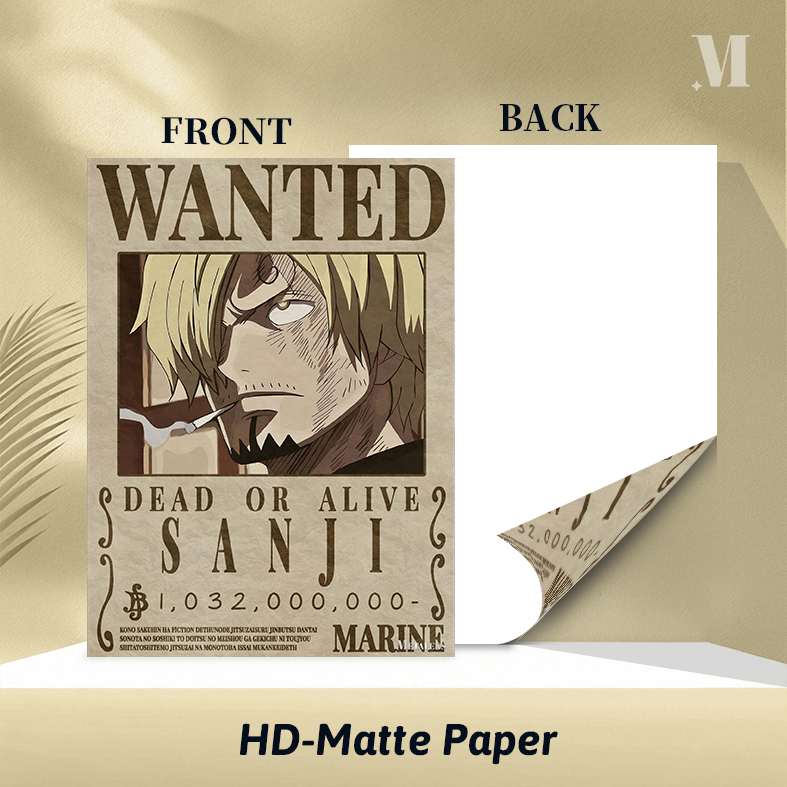 M
FRONT
BACK
WANTED
DEAD OR ALIVE
SANJI
1,032,000,000-
KONO SAKUHIN HA FICTION DETHUNODE JITSUZAISURU JINBUTSU DANTAI
SONOTA NO SOSHIKI TO DOITSU NO MEISHOU GA GEKICHU NI TOUJYOU
SHITATOSHITEMO JITSUZAI NA MONOTOHA ISSAI MUKANKEIDETH
MARINE
HD-Matte Paper